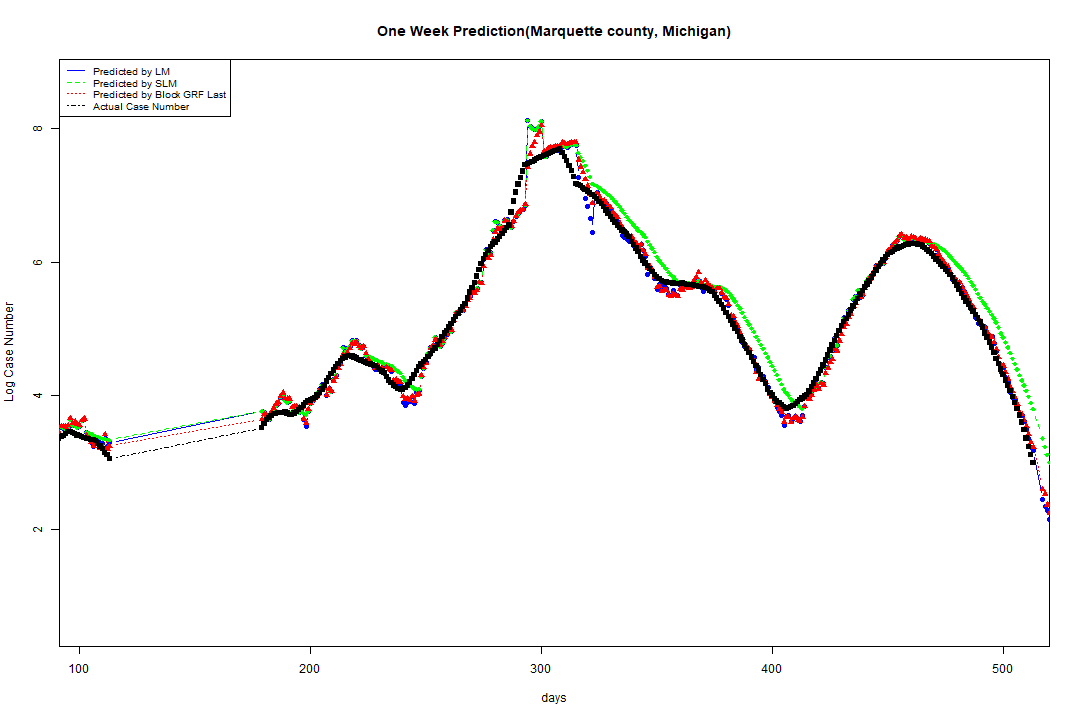 One Week Prediction(Marquette county, Michigan)
Predicted by LM
Predicted by SLM
Predicted by Block GRF Last
Actual Case Number
8
6
4
2
Log Case Number
100 200 300 400 500
days